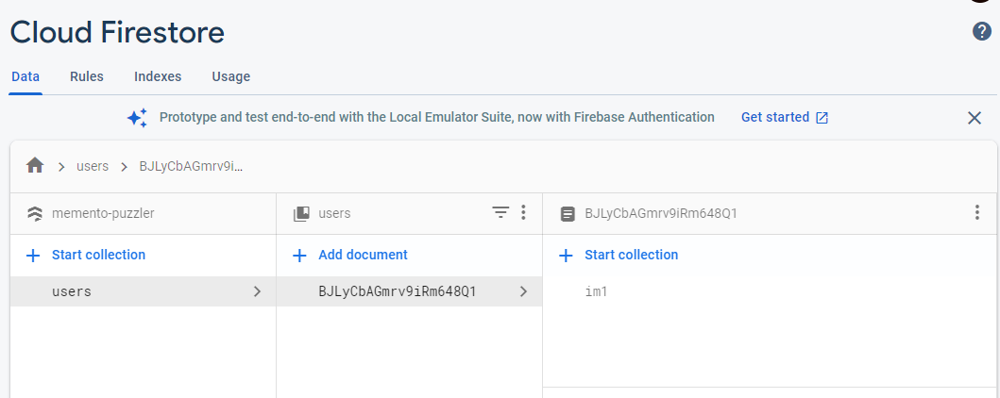 Cloud Firestore
Data Rules Indexes Usage
Prototype and test end-to-end with the Local Emulator Suite, now with Firebase Authentication Get started
users BJLyCbAGmrv9i...
memento-puzzler users BJLyCbAGmrv9iRm648Q1
Start collection Add document Start collection
users BJLyCbAGmrv9iRm648Q1 im1